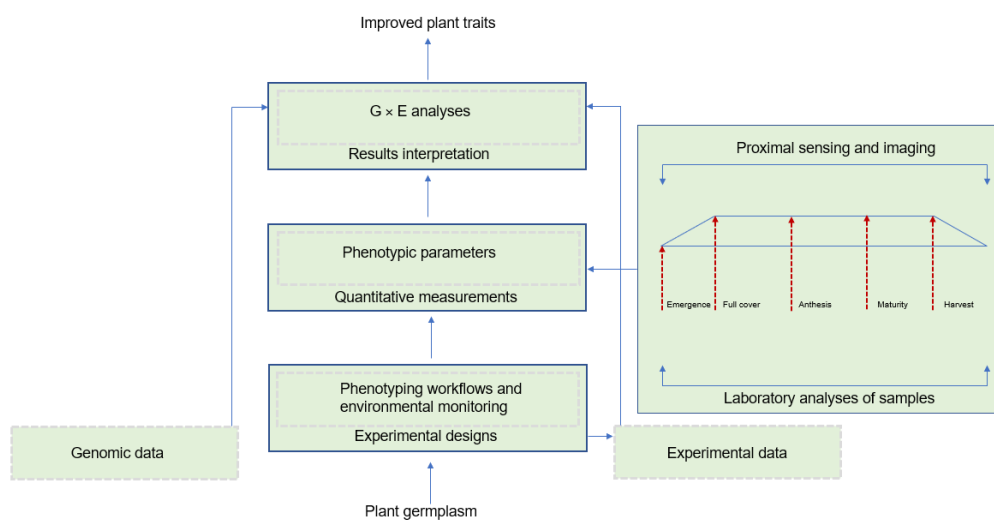 Improved plant traits
G × E analyses
Results interpretation
Proximal sensing and imaging
Phenotypic parameters
Quantitative measurements
Emergence
Full cover
Anthesis
Maturity
Harvest
Phenotyping workflows and
environmental monitoring
Experimental designs
Laboratory analyses of samples
Genomic data
Experimental data
Plant germplasm